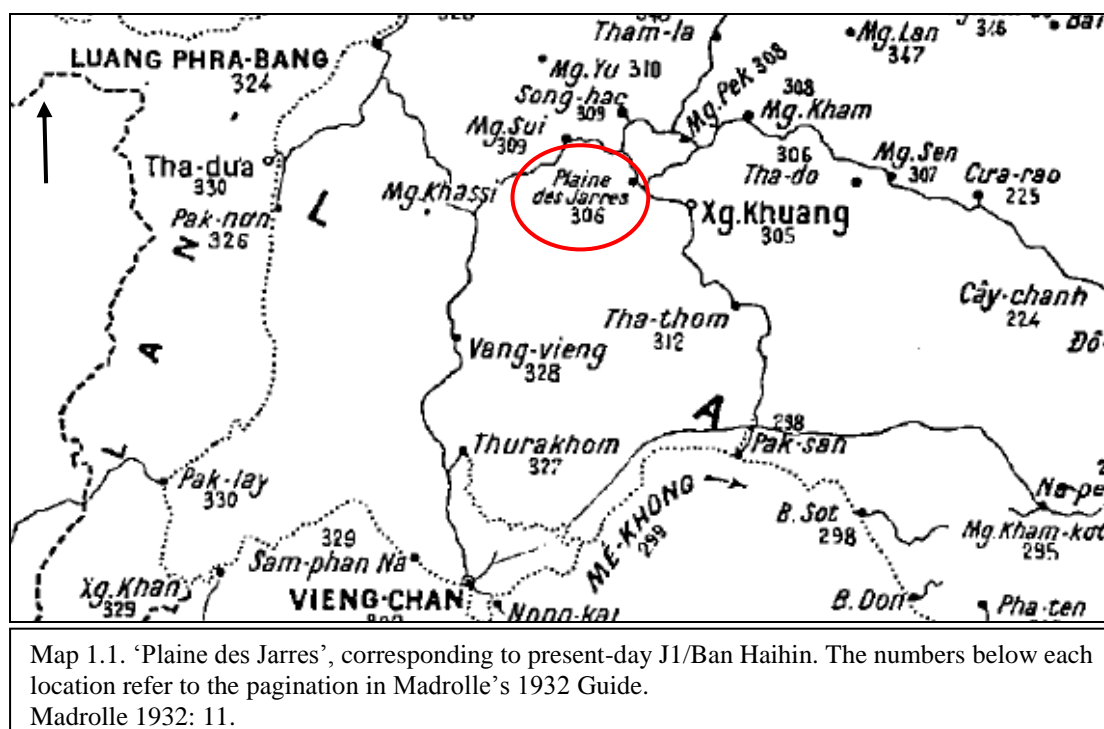 Tham-la
Mg.Lan
347
LUANG PHRA-BANG
324
Mg.Yu 310
Song-hac
309
Mg.Pek 308
308
Mg.Kham
306
Mg.Sui
309
Tha-dưa
330
Mg.Khassi
Plaine
des Jarres
306
Tha-do
Mg.Sen
307
Cưa-rao
225
Pak-nơn
326
Xg.Khuang
305
L A N
Cây-chanh
224
Tha-thom
312
Vang-vieng
328
A
L
Thurakhom
327
298
Pak-san
Pak-lay
330
MÉ-KHONG
299
B.Sot
298
Na-pe
Mg.Kham-kot
295
329
Sam-phan Na
Xg.Khan
329
VIENG-CHAN
B.Don
Pha-ten
Map 1.1. ‘Plaine des Jarres’, corresponding to present-day J1/Ban Haihin. The numbers below each
location refer to the pagination in Madrolle’s 1932 Guide.
Madrolle 1932: 11.